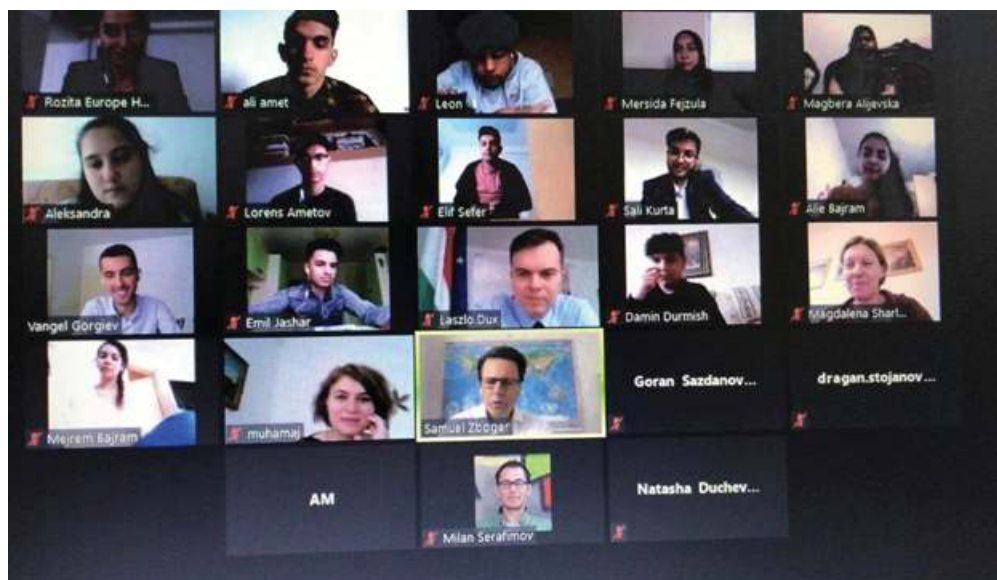 Rozita Europe H...
ali amet
Leon
Mersida Fejzula
Magbera Alijevska
Aleksandra
Lorens Ametov
Elif Sefer
Sali Kurta
Alie Bajram
Vangel Gorgiev
Emil Jashar
Laszlo Dux
Damin Durmish
Magdalena Sharl...
Mejrem Bajram
muhamaj
Samuel Zbogar
Goran Sazdanov...
dragan.stojanov...
AM
Milan Serafimov
Natasha Duchev...